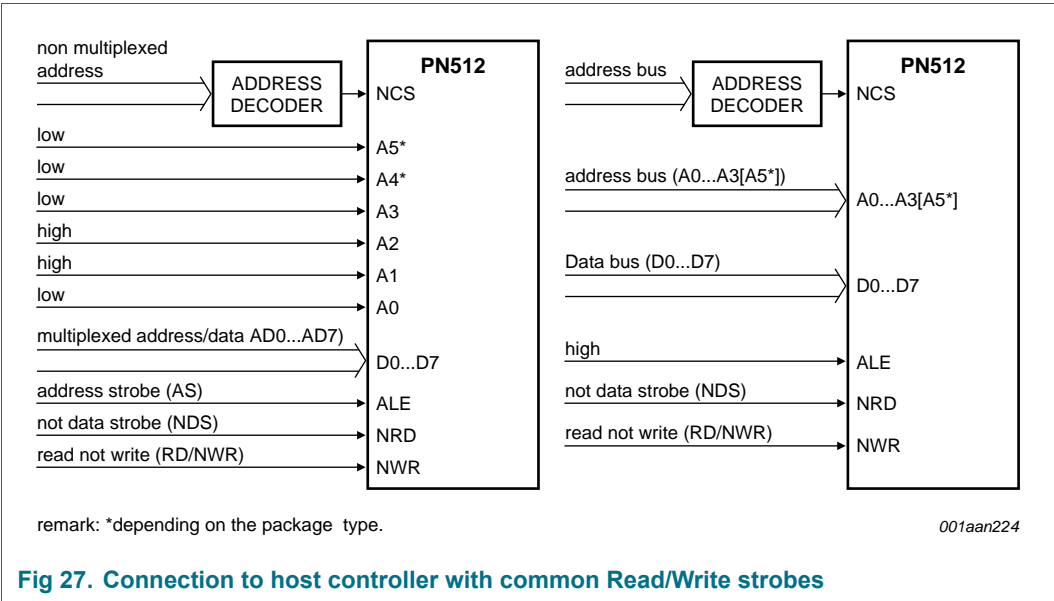 non multiplexed
address
ADDRESS
DECODER
PN512
NCS
low
A5*
low
A4*
low
A3
high
A2
high
A1
low
A0
multiplexed address/data AD0...AD7)
D0...D7
address strobe (AS)
ALE
not data strobe (NDS)
NRD
read not write (RD/NWR)
NWR
address bus
ADDRESS
DECODER
PN512
NCS
address bus (A0...A3[A5*])
A0...A3[A5*]
Data bus (D0...D7)
D0...D7
high
ALE
not data strobe (NDS)
NRD
read not write (RD/NWR)
NWR
remark: *depending on the package type.
001aan224
Fig 27. Connection to host controller with common Read/Write strobes